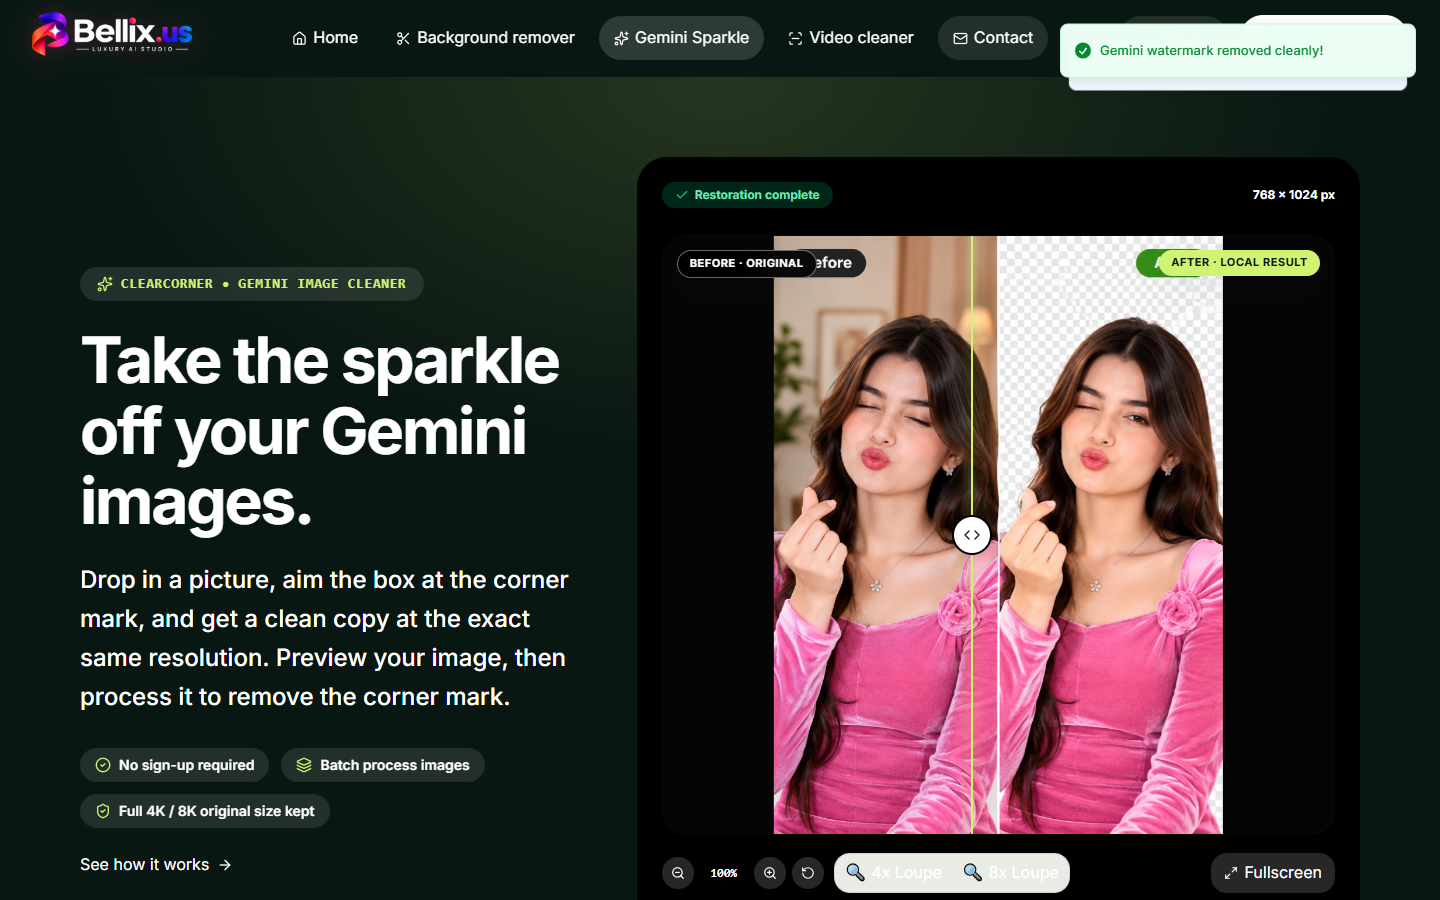 Bellix.us
LUXURY AI STUDIO
Home
Background remover
Gemini Sparkle
Video cleaner
Contact
Gemini watermark removed cleanly!
CLEARCORNER ● GEMINI IMAGE CLEANER
Take the sparkle
off your Gemini
images.
Drop in a picture, aim the box at the corner
mark, and get a clean copy at the exact
same resolution. Preview your image, then
process it to remove the corner mark.
No sign-up required
Batch process images
Full 4K / 8K original size kept
See how it works →
Restoration complete
768 × 1024 px
BEFORE · ORIGINAL
efore
AFTER · LOCAL RESULT
100%
4x Loupe
8x Loupe
Fullscreen